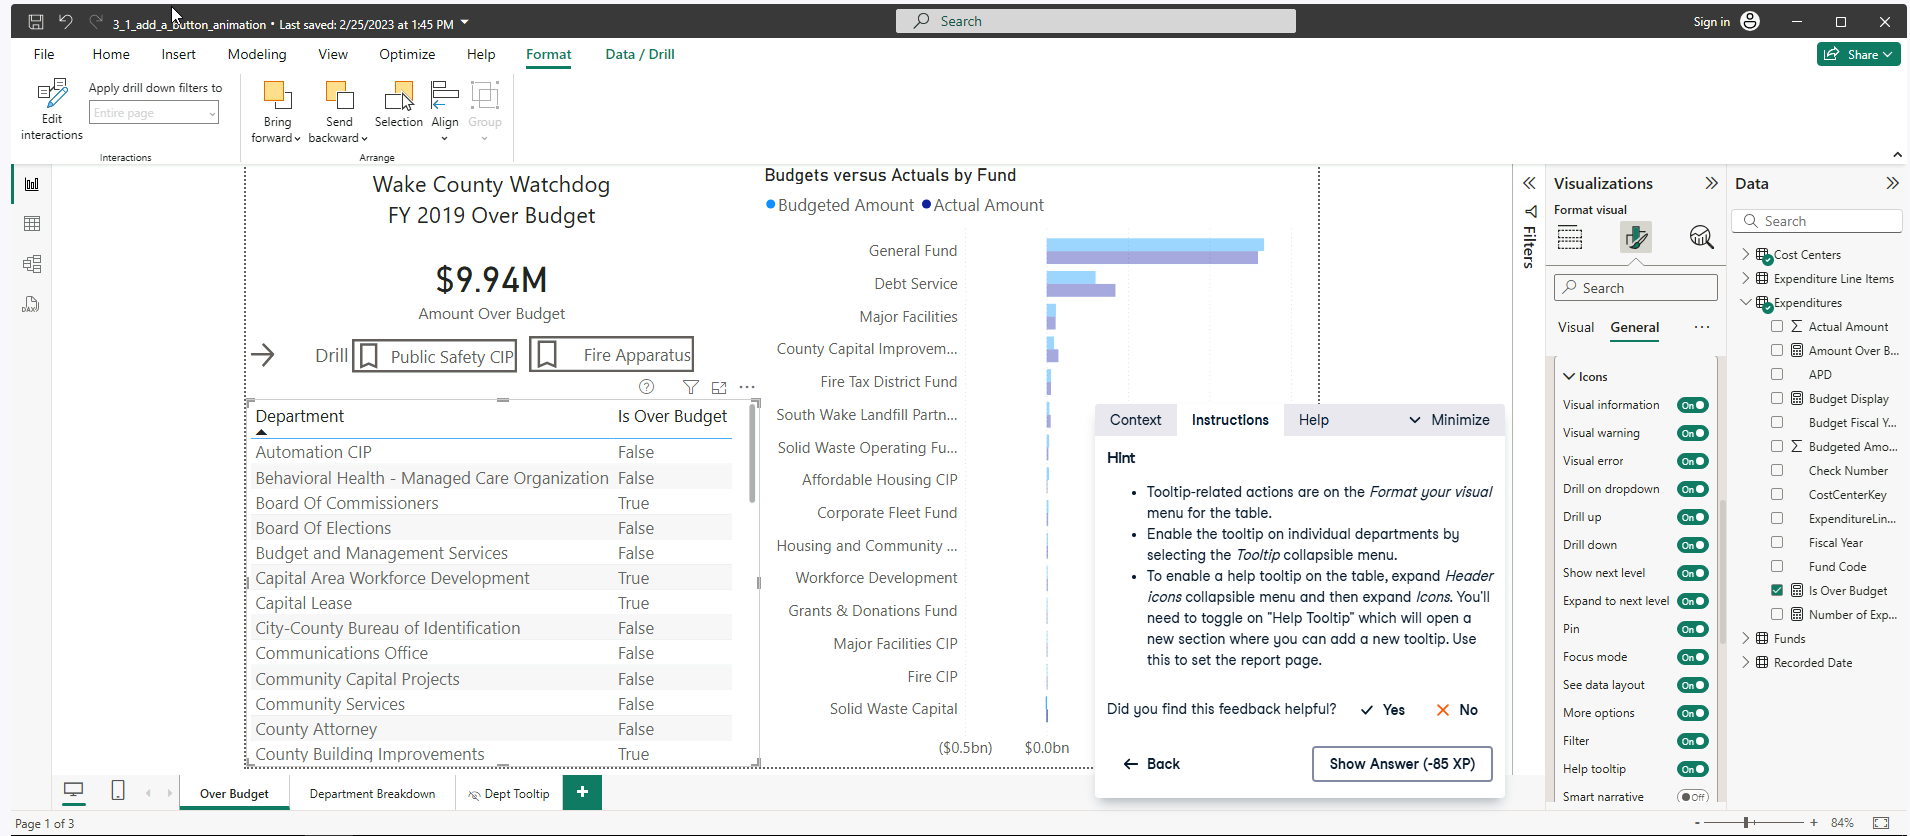 3_1_add_a_button_animation • Last saved: 2/25/2023 at 1:45 PM
Search
Sign in
File
Home
Insert
Modeling
View
Optimize
Help
Format
Data / Drill
Share
Edit
interactions
Apply drill down filters to
Entire page
Interactions
Bring
forward
Send
backward
Selection
Align
Group
Arrange
Wake County Watchdog
FY 2019 Over Budget
$9.94M
Amount Over Budget
Drill
Public Safety CIP
Fire Apparatus
Department
Is Over Budget
Automation CIP False
Behavioral Health - Managed Care Organization False
Board Of Commissioners True
Board Of Elections False
Budget and Management Services False
Capital Area Workforce Development True
Capital Lease True
City-County Bureau of Identification False
Communications Office False
Community Capital Projects False
Community Services False
County Attorney False
County Building Improvements True
Budgets versus Actuals by Fund
Budgeted Amount Actual Amount
General Fund
Debt Service
Major Facilities
County Capital Improvem...
Fire Tax District Fund
South Wake Landfill Partn...
Solid Waste Operating Fu...
Affordable Housing CIP
Corporate Fleet Fund
Housing and Community ...
Workforce Development
Grants & Donations Fund
Major Facilities CIP
Fire CIP
Solid Waste Capital
($0.5bn) $0.0bn
Context
Instructions
Help
Minimize
Hint
• Tooltip-related actions are on the Format your visual
menu for the table.
• Enable the tooltip on individual departments by
selecting the Tooltip collapsible menu.
• To enable a help tooltip on the table, expand Header
icons collapsible menu and then expand Icons. You'll
need to toggle on "Help Tooltip" which will open a
new section where you can add a new tooltip. Use
this to set the report page.
Did you find this feedback helpful?
Yes
No
Back
Show Answer (-85 XP)
Filters
Visualizations
Format visual
Search
Visual
General
Icons
Visual information On
Visual warning On
Visual error On
Drill on dropdown On
Drill up On
Drill down On
Show next level On
Expand to next level On
Pin On
Focus mode On
See data layout On
More options On
Filter On
Help tooltip On
Smart narrative Off
Data
Search
Cost Centers
Expenditure Line Items
Expenditures
Actual Amount
Amount Over B...
APD
Budget Display
Budget Fiscal Y...
Budgeted Amo...
Check Number
CostCenterKey
ExpenditureLin...
Fiscal Year
Fund Code
Is Over Budget
Number of Exp...
Funds
Recorded Date
DAX
Over Budget
Department Breakdown
Dept Tooltip
+
Page 1 of 3
- + 84%